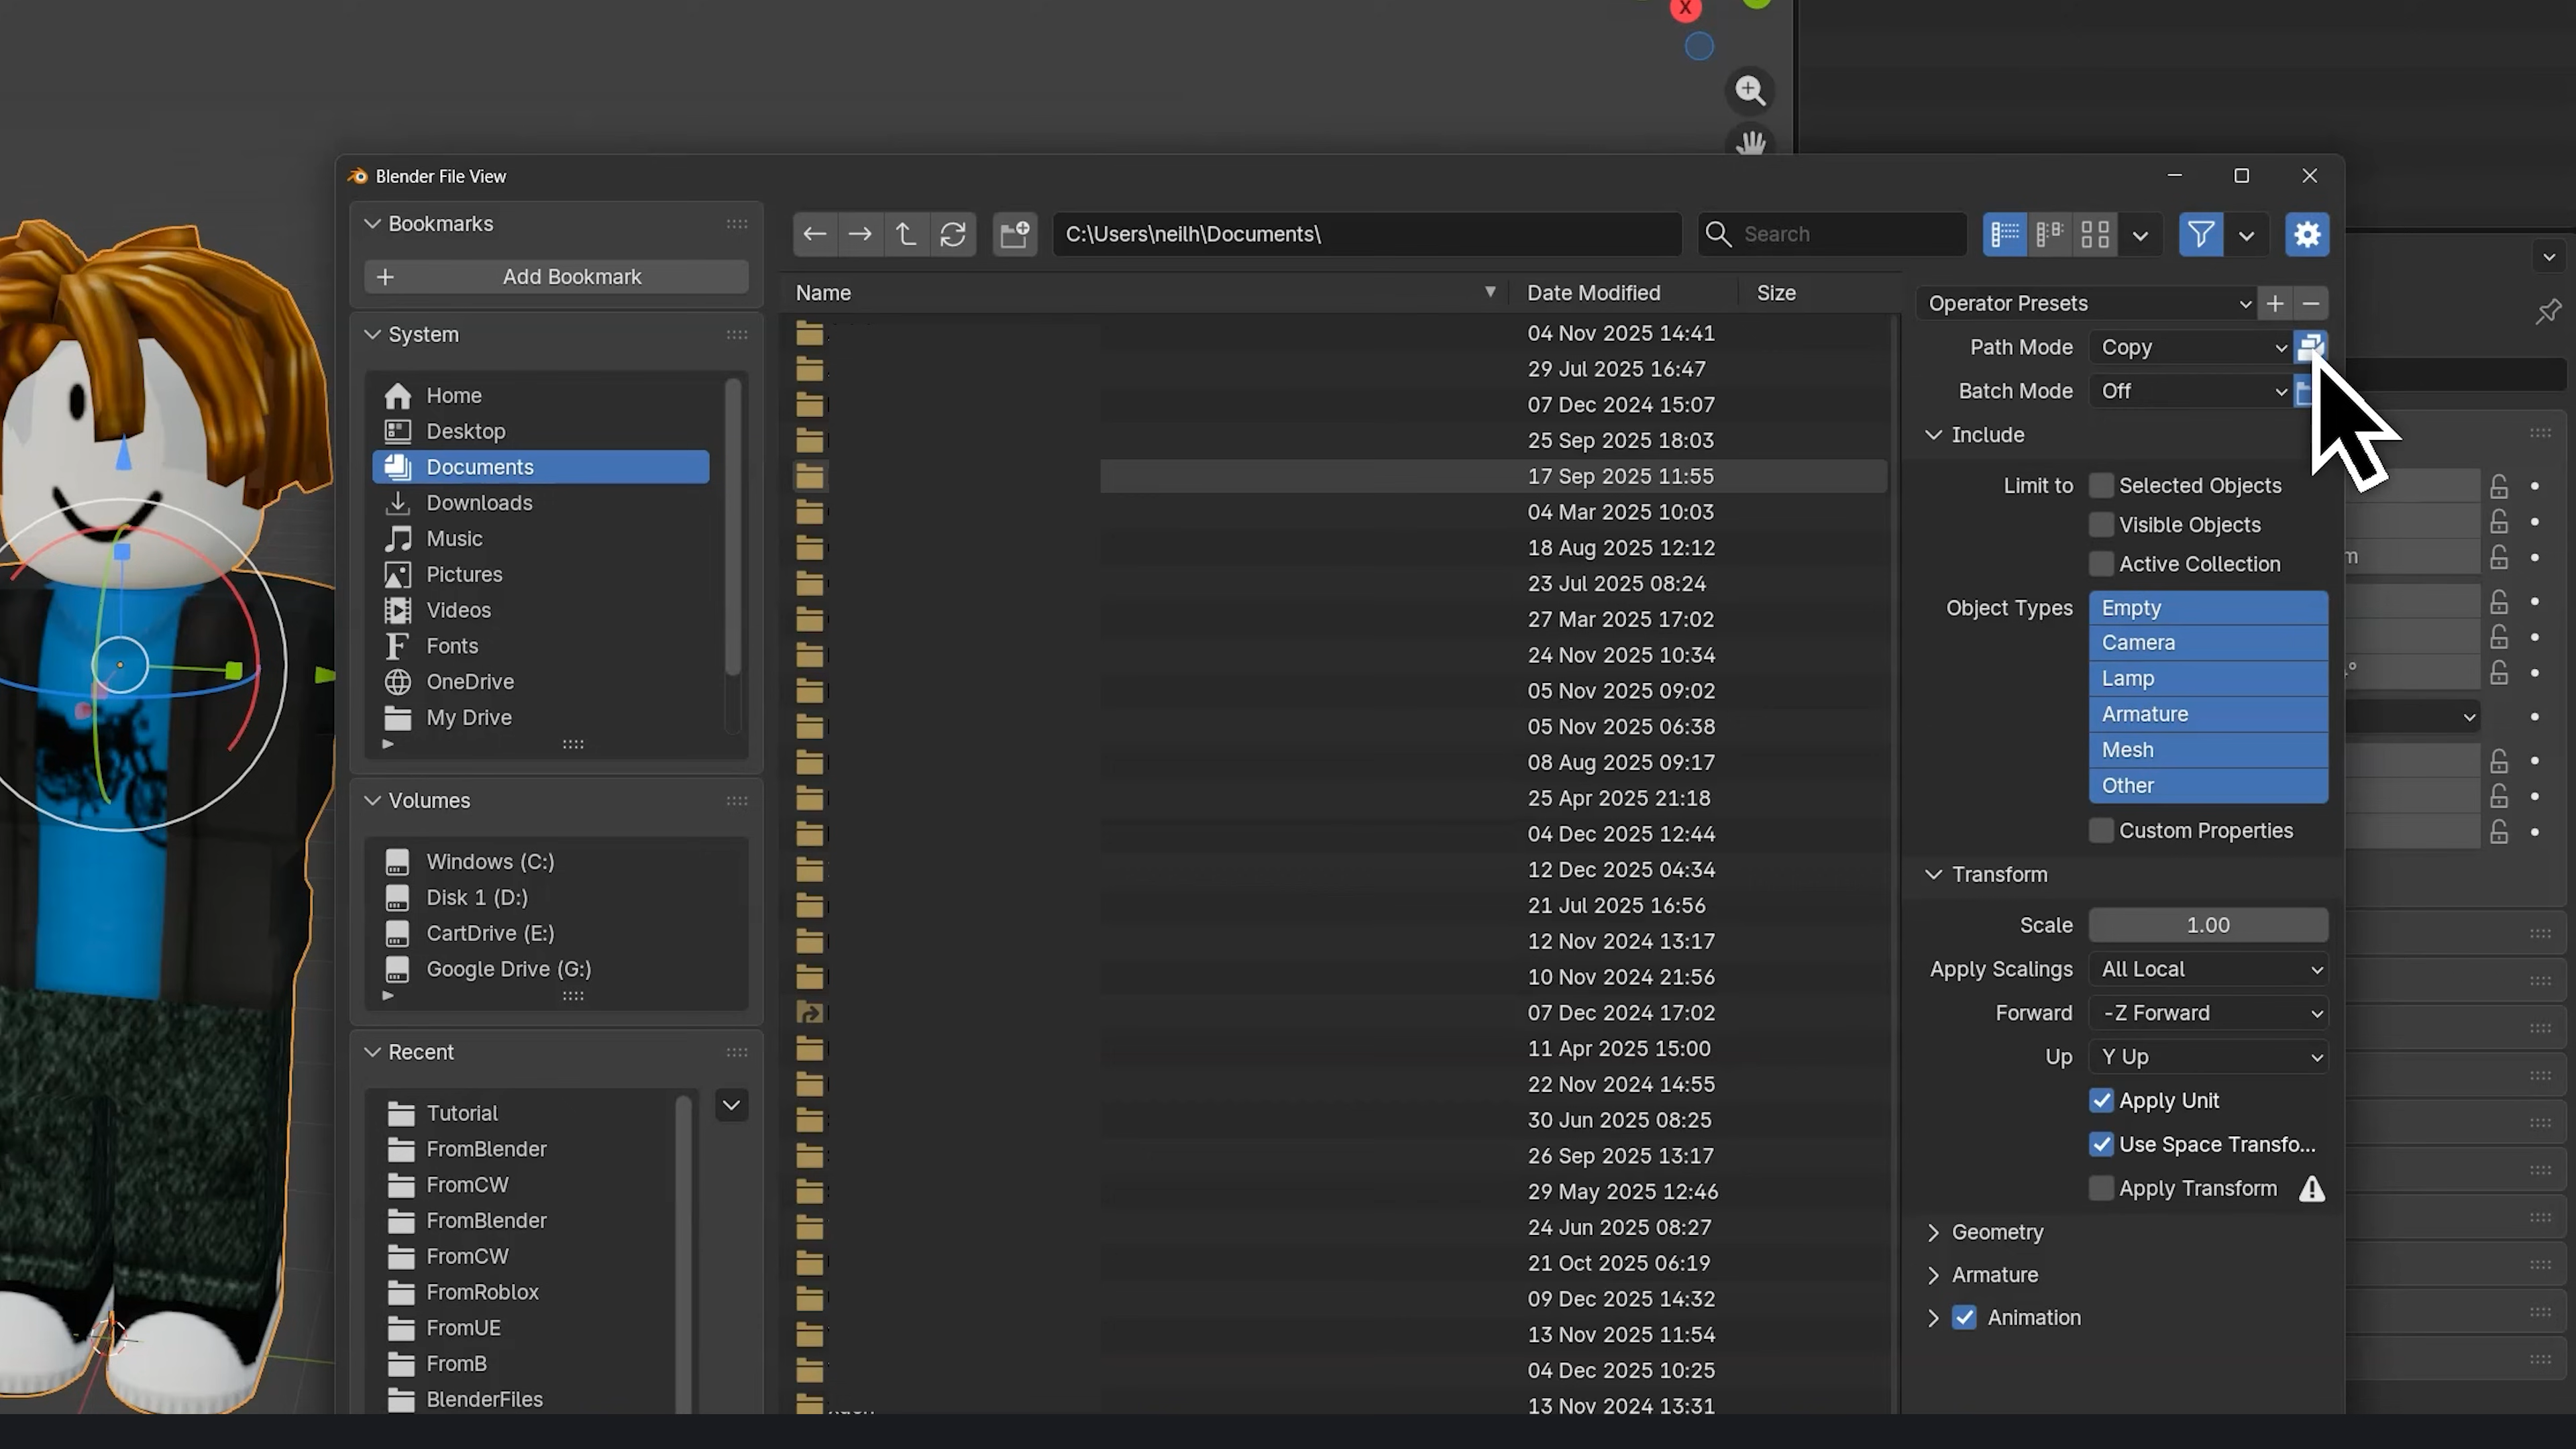 X
Blender File View
Bookmarks
Add Bookmark
System
Home
Desktop
Documents
Downloads
Music
Pictures
Videos
Fonts
OneDrive
My Drive
Volumes
Windows (C:)
Disk 1 (D:)
CartDrive (E:)
Google Drive (G:)
Recent
Tutorial
FromBlender
FromCW
FromBlender
FromCW
FromRoblox
FromUE
FromB
BlenderFiles
C:\Users\neilh\Documents\
Search
Name Date Modified Size
04 Nov 2025 14:41
29 Jul 2025 16:47
07 Dec 2024 15:07
25 Sep 2025 18:03
17 Sep 2025 11:55
04 Mar 2025 10:03
18 Aug 2025 12:12
23 Jul 2025 08:24
27 Mar 2025 17:02
24 Nov 2025 10:34
05 Nov 2025 09:02
05 Nov 2025 06:38
08 Aug 2025 09:17
25 Apr 2025 21:18
04 Dec 2025 12:44
12 Dec 2025 04:34
21 Jul 2025 16:56
12 Nov 2024 13:17
10 Nov 2024 21:56
07 Dec 2024 17:02
11 Apr 2025 15:00
22 Nov 2024 14:55
30 Jun 2025 08:25
26 Sep 2025 13:17
29 May 2025 12:46
24 Jun 2025 08:27
21 Oct 2025 06:19
09 Dec 2025 14:32
13 Nov 2025 11:54
04 Dec 2025 10:25
13 Nov 2024 13:31
Operator Presets
Path Mode Copy
Batch Mode Off
Include
Limit to Selected Objects
Visible Objects
Active Collection
Object Types Empty
Camera
Lamp
Armature
Mesh
Other
Custom Properties
Transform
Scale 1.00
Apply Scalings All Local
Forward -Z Forward
Up Y Up
Apply Unit
Use Space Transfo...
Apply Transform
Geometry
Armature
Animation